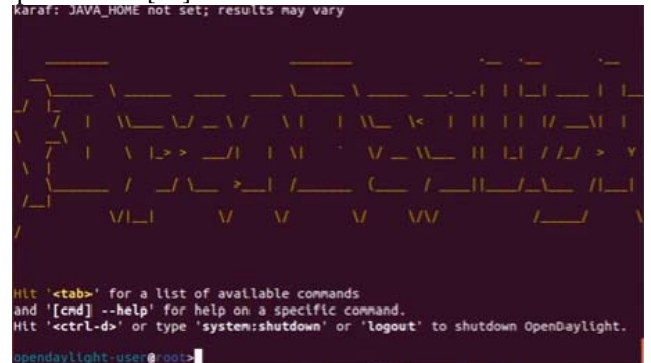 karaf: JAVA_HOME not set; results may vary
Hit '<tab>' for a list of available commands
and '[cmd] --help' for help on a specific command.
Hit '<ctrl-d>' or type 'system:shutdown' or 'logout' to shutdown OpenDaylight.
opendaylight-user@root>